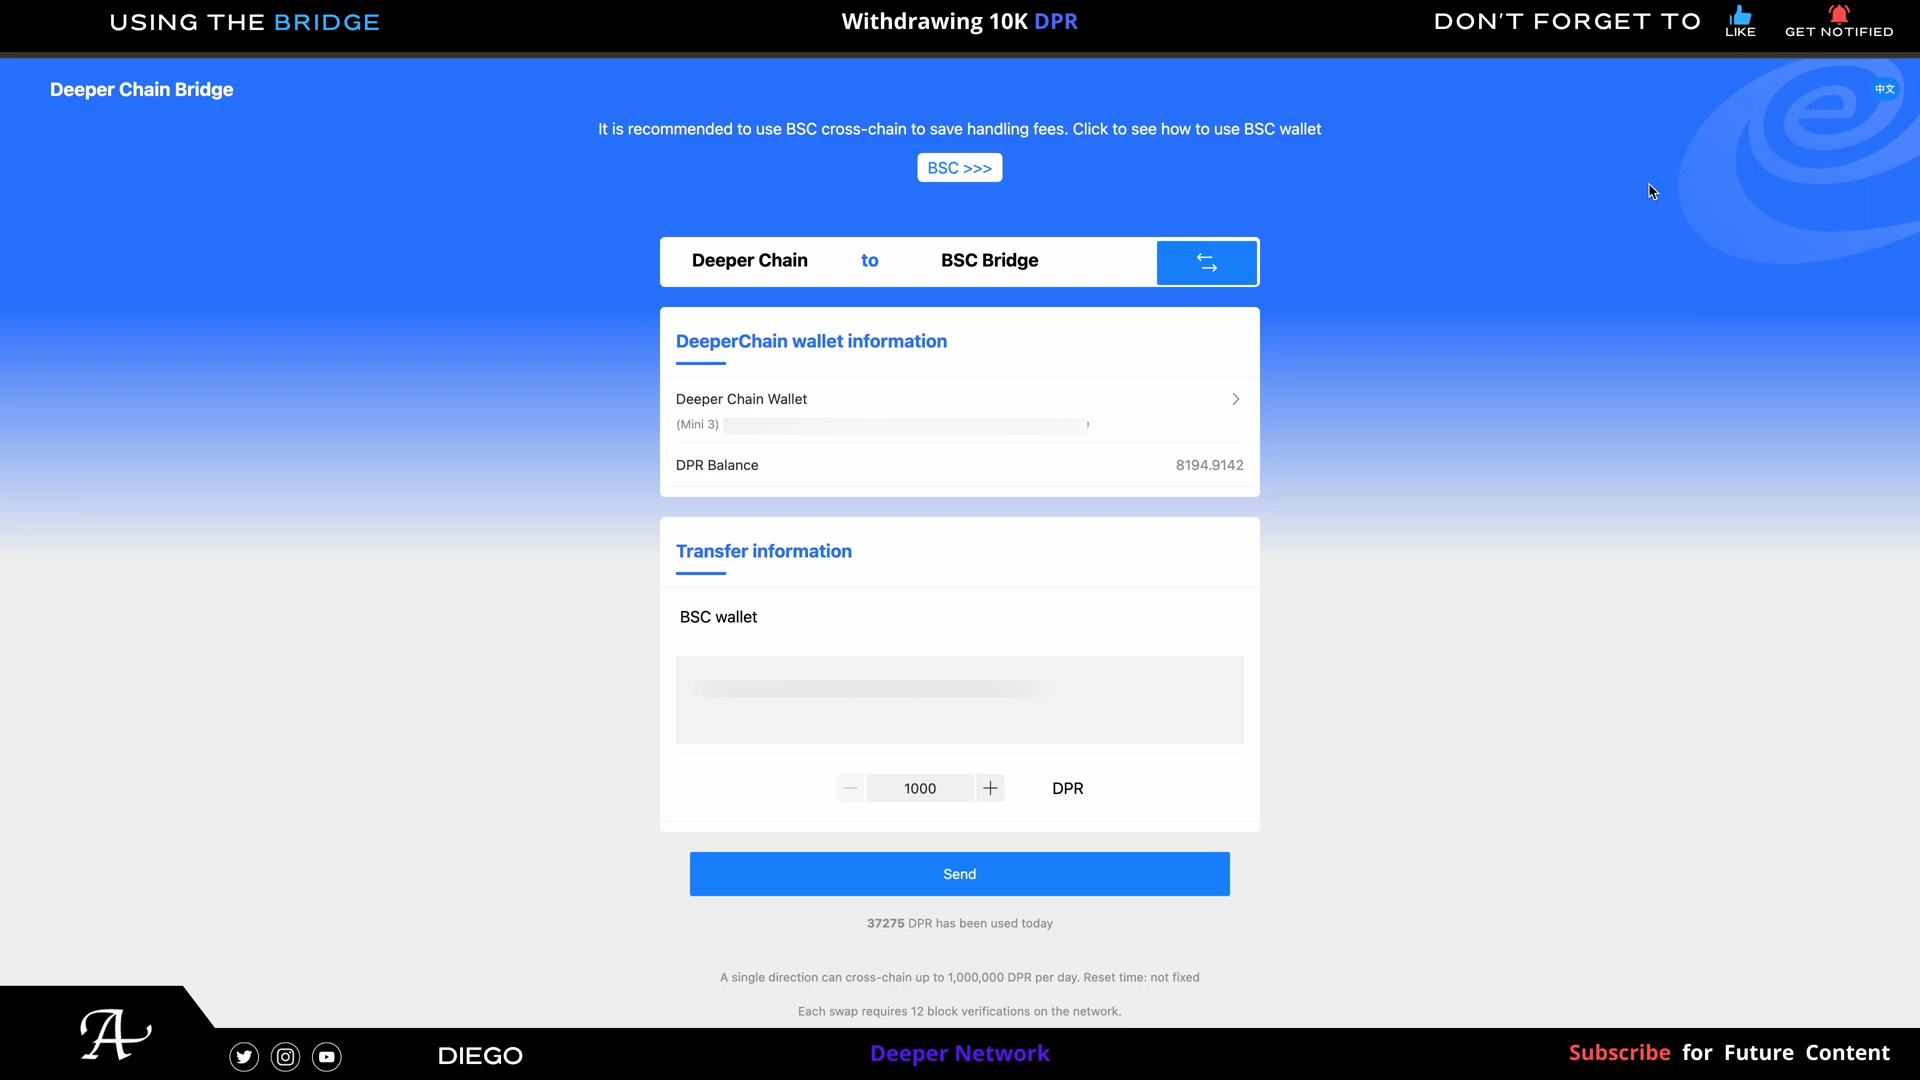 USING THE BRIDGE
Withdrawing 10K DPR
DON'T FORGET TO
LIKE
GET NOTIFIED
Deeper Chain Bridge
中文
It is recommended to use BSC cross-chain to save handling fees. Click to see how to use BSC wallet
BSC >>>
Deeper Chain to BSC Bridge
DeeperChain wallet information
Deeper Chain Wallet
(Mini 3)
DPR Balance 8194.9142
Transfer information
BSC wallet
1000 DPR
Send
37275 DPR has been used today
A single direction can cross-chain up to 1,000,000 DPR per day. Reset time: not fixed
Each swap requires 12 block verifications on the network.
A
DIEGO
Deeper Network
Subscribe for Future Content